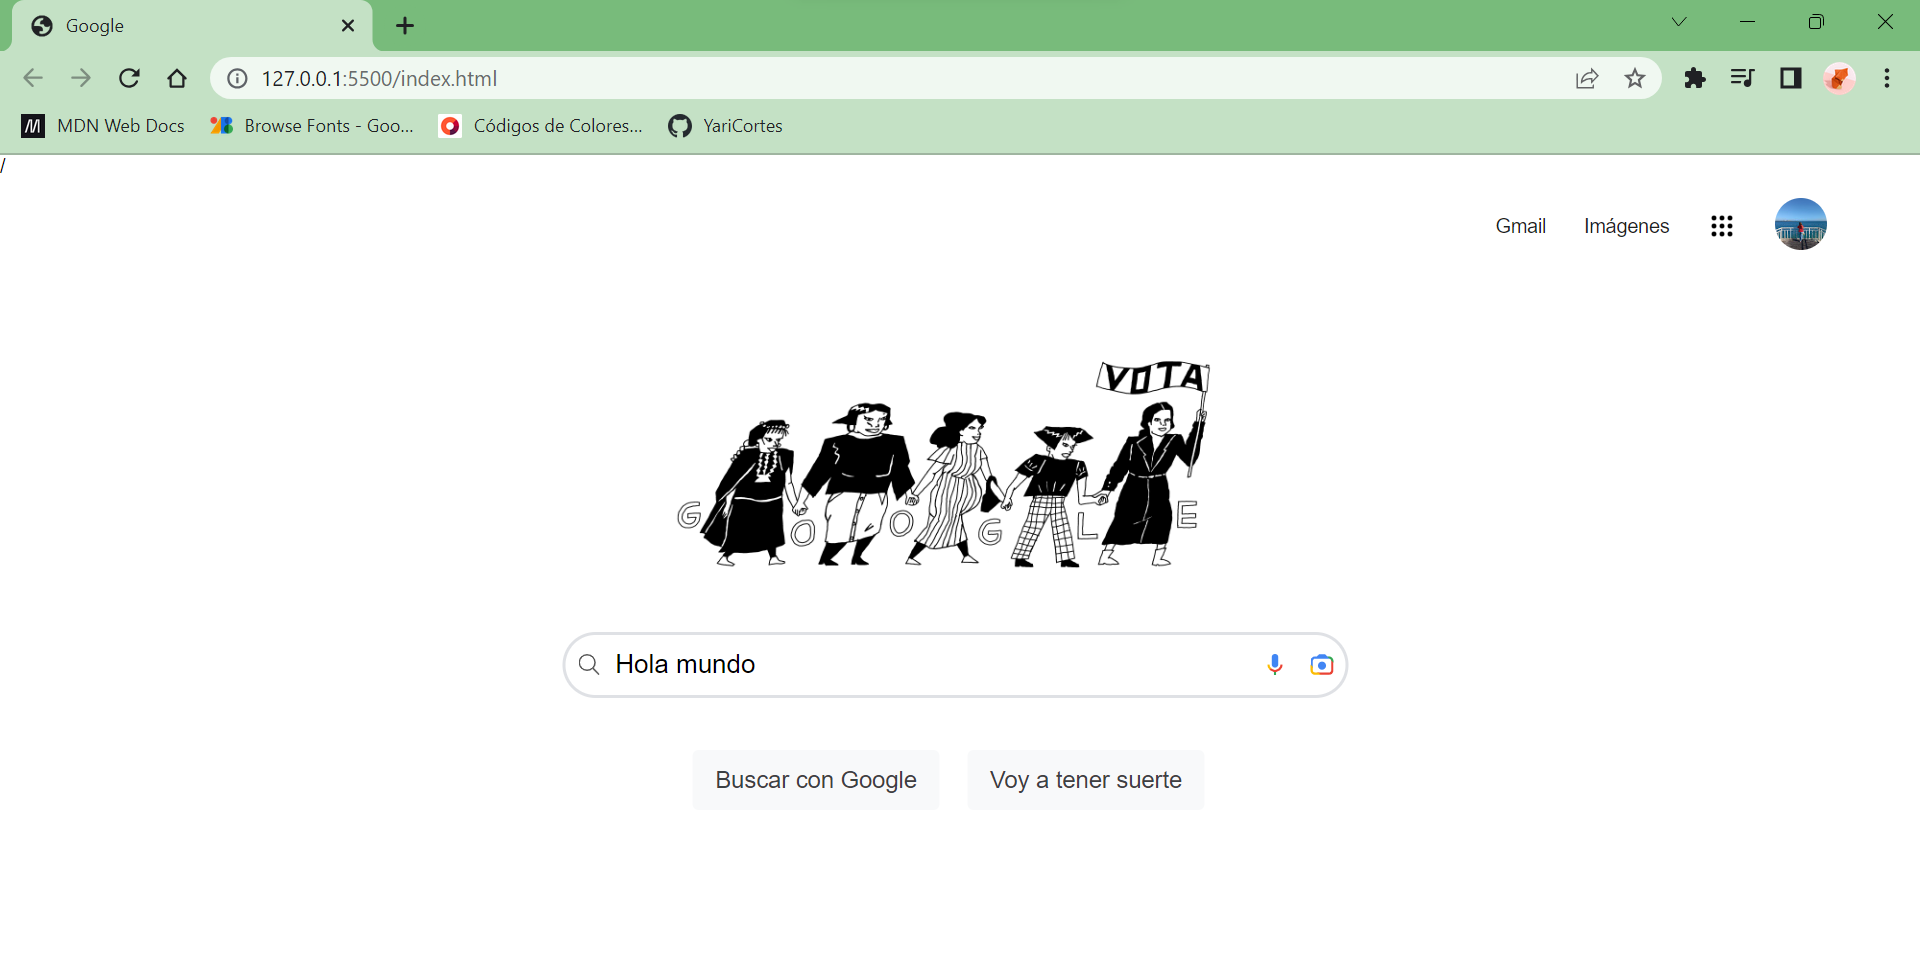 Google
127.0.0.1:5500/index.html
MDN Web Docs
Browse Fonts - Goo...
Códigos de Colores...
YariCortes
/
Gmail
Imágenes
VOTA
G O O G L E
Hola mundo
Buscar con Google
Voy a tener suerte